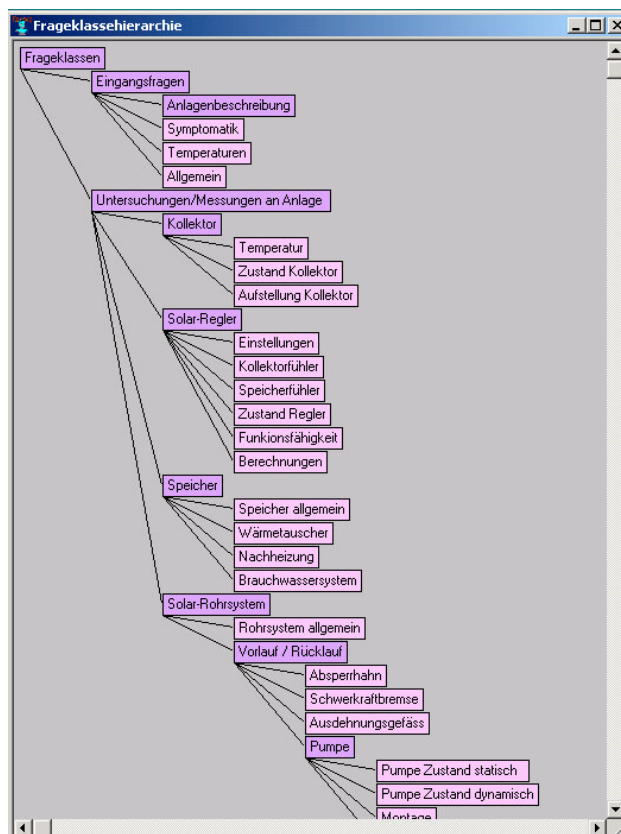 Frageklassehierarchie
Frageklassen
Eingangsfragen
Anlagenbeschreibung
Symptomatik
Temperaturen
Allgemein
Untersuchungen/Messungen an Anlage
Kollektor
Temperatur
Zustand Kollektor
Aufstellung Kollektor
Solar-Regler
Einstellungen
Kollektorfühler
Speicherfühler
Zustand Regler
Funkionsfähigkeit
Berechnungen
Speicher
Speicher allgemein
Wärmetauscher
Nachheizung
Brauchwassersystem
Solar-Rohrsystem
Rohrsystem allgemein
Vorlauf / Rücklauf
Absperrhahn
Schwerkraftbremse
Ausdehnungsgefäss
Pumpe
Pumpe Zustand statisch
Pumpe Zustand dynamisch
Montage